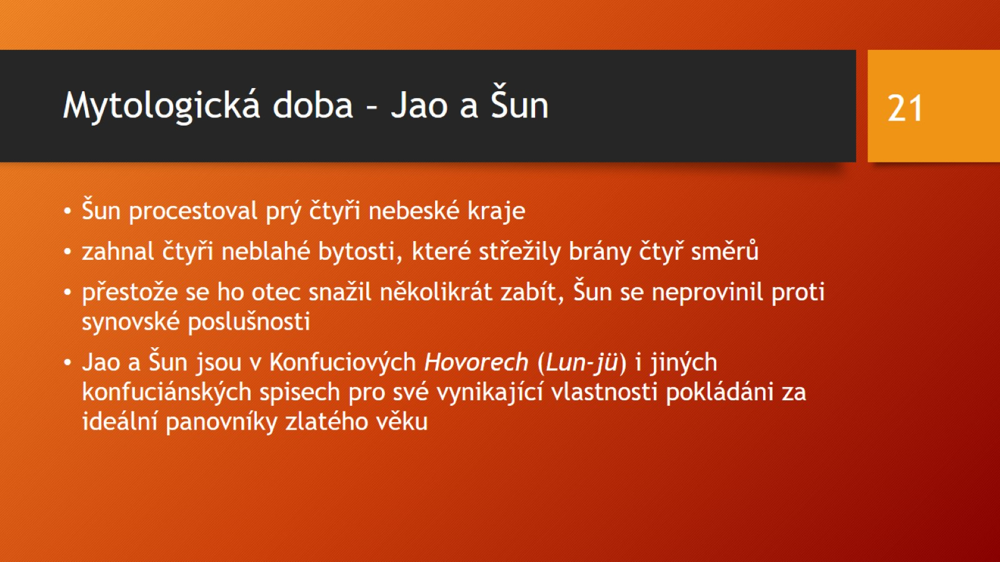 Mytologická doba – Jao a Šun
21
• Šun procestoval prý čtyři nebeské kraje
• zahnal čtyři neblahé bytosti, které střežily brány čtyř směrů
• přestože se ho otec snažil několikrát zabít, Šun se neprovinil proti
synovské poslušnosti
• Jao a Šun jsou v Konfuciových Hovorech (Lun-jü) i jiných
konfuciánských spisech pro své vynikající vlastnosti pokládáni za
ideální panovníky zlatého věku